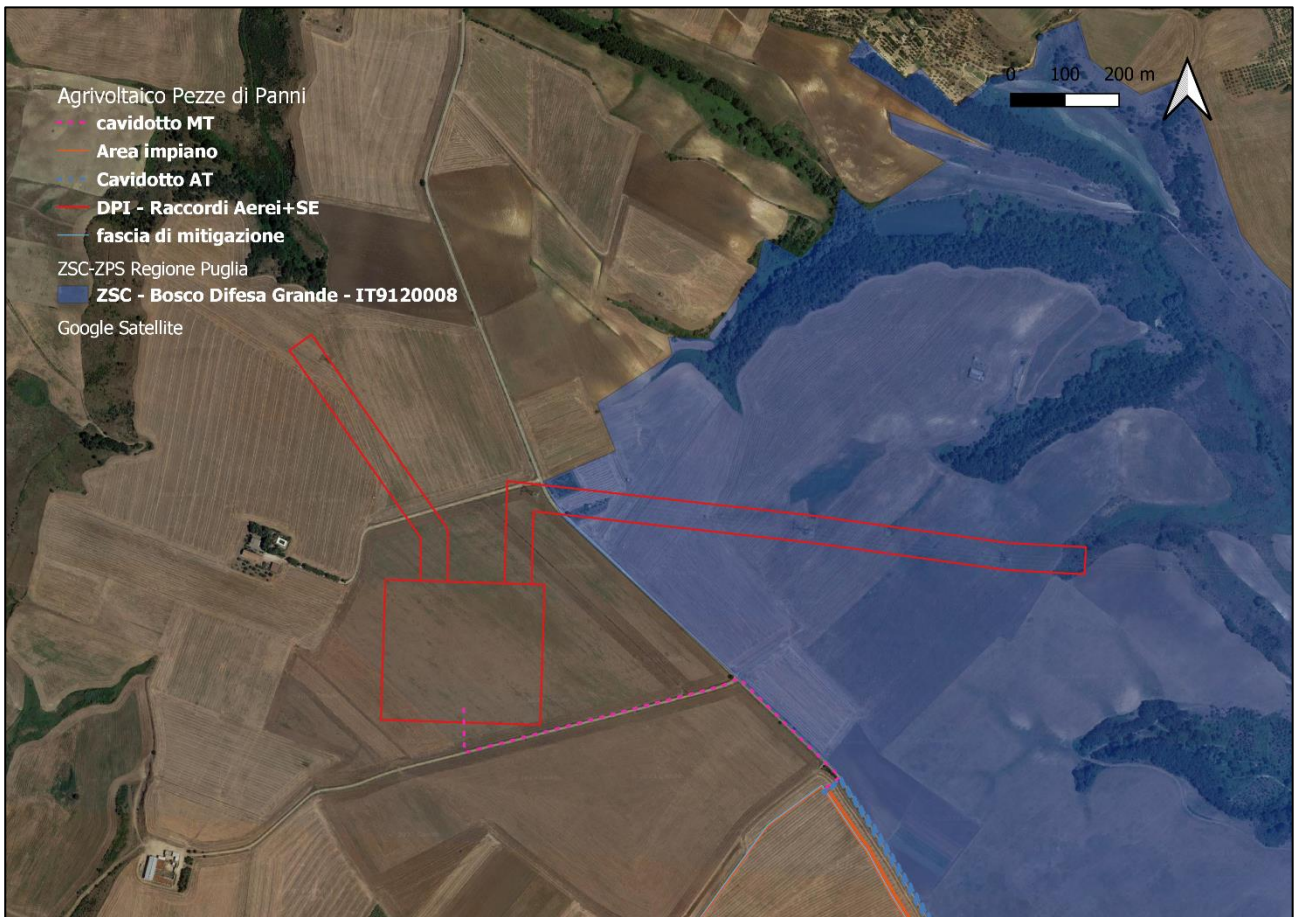 Agrivoltaico Pezze di Panni
cavidotto MT
Area impianto
Cavidotto AT
DPI - Raccordi Aerei+SE
fascia di mitigazione
ZSC-ZPS Regione Puglia
ZSC - Bosco Difesa Grande - IT9120008
Google Satellite
0 100 200 m